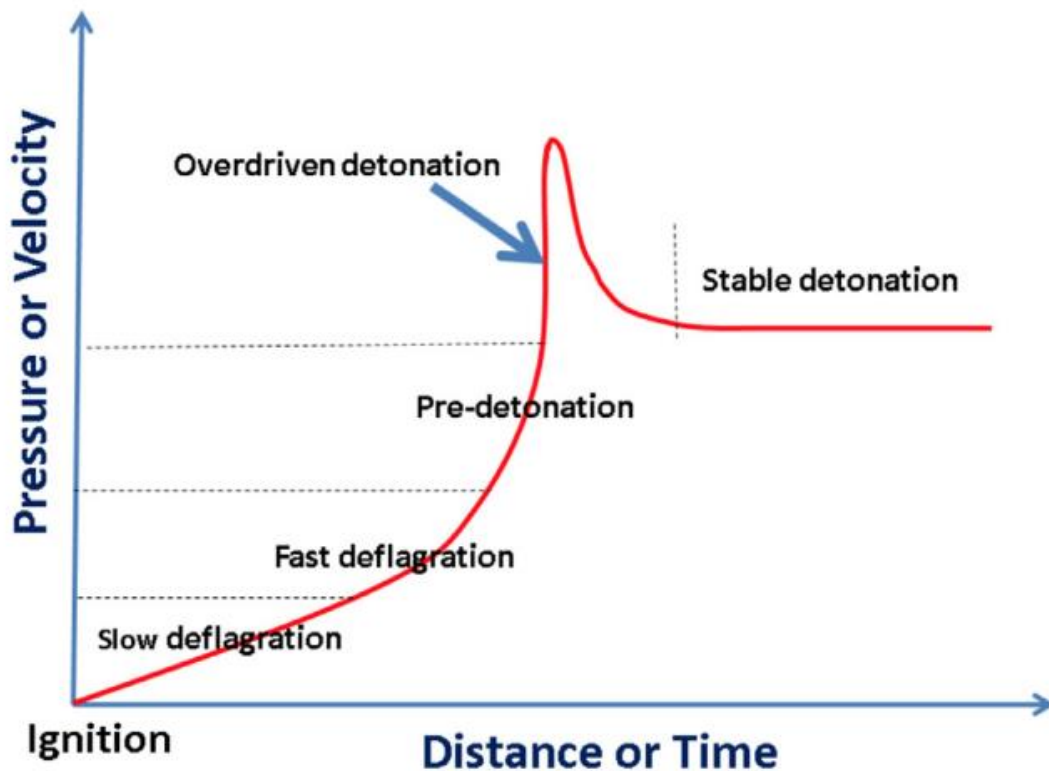 Pressure or Velocity
Overdriven detonation
Stable detonation
Pre-detonation
Fast deflagration
Slow deflagration
Ignition
Distance or Time